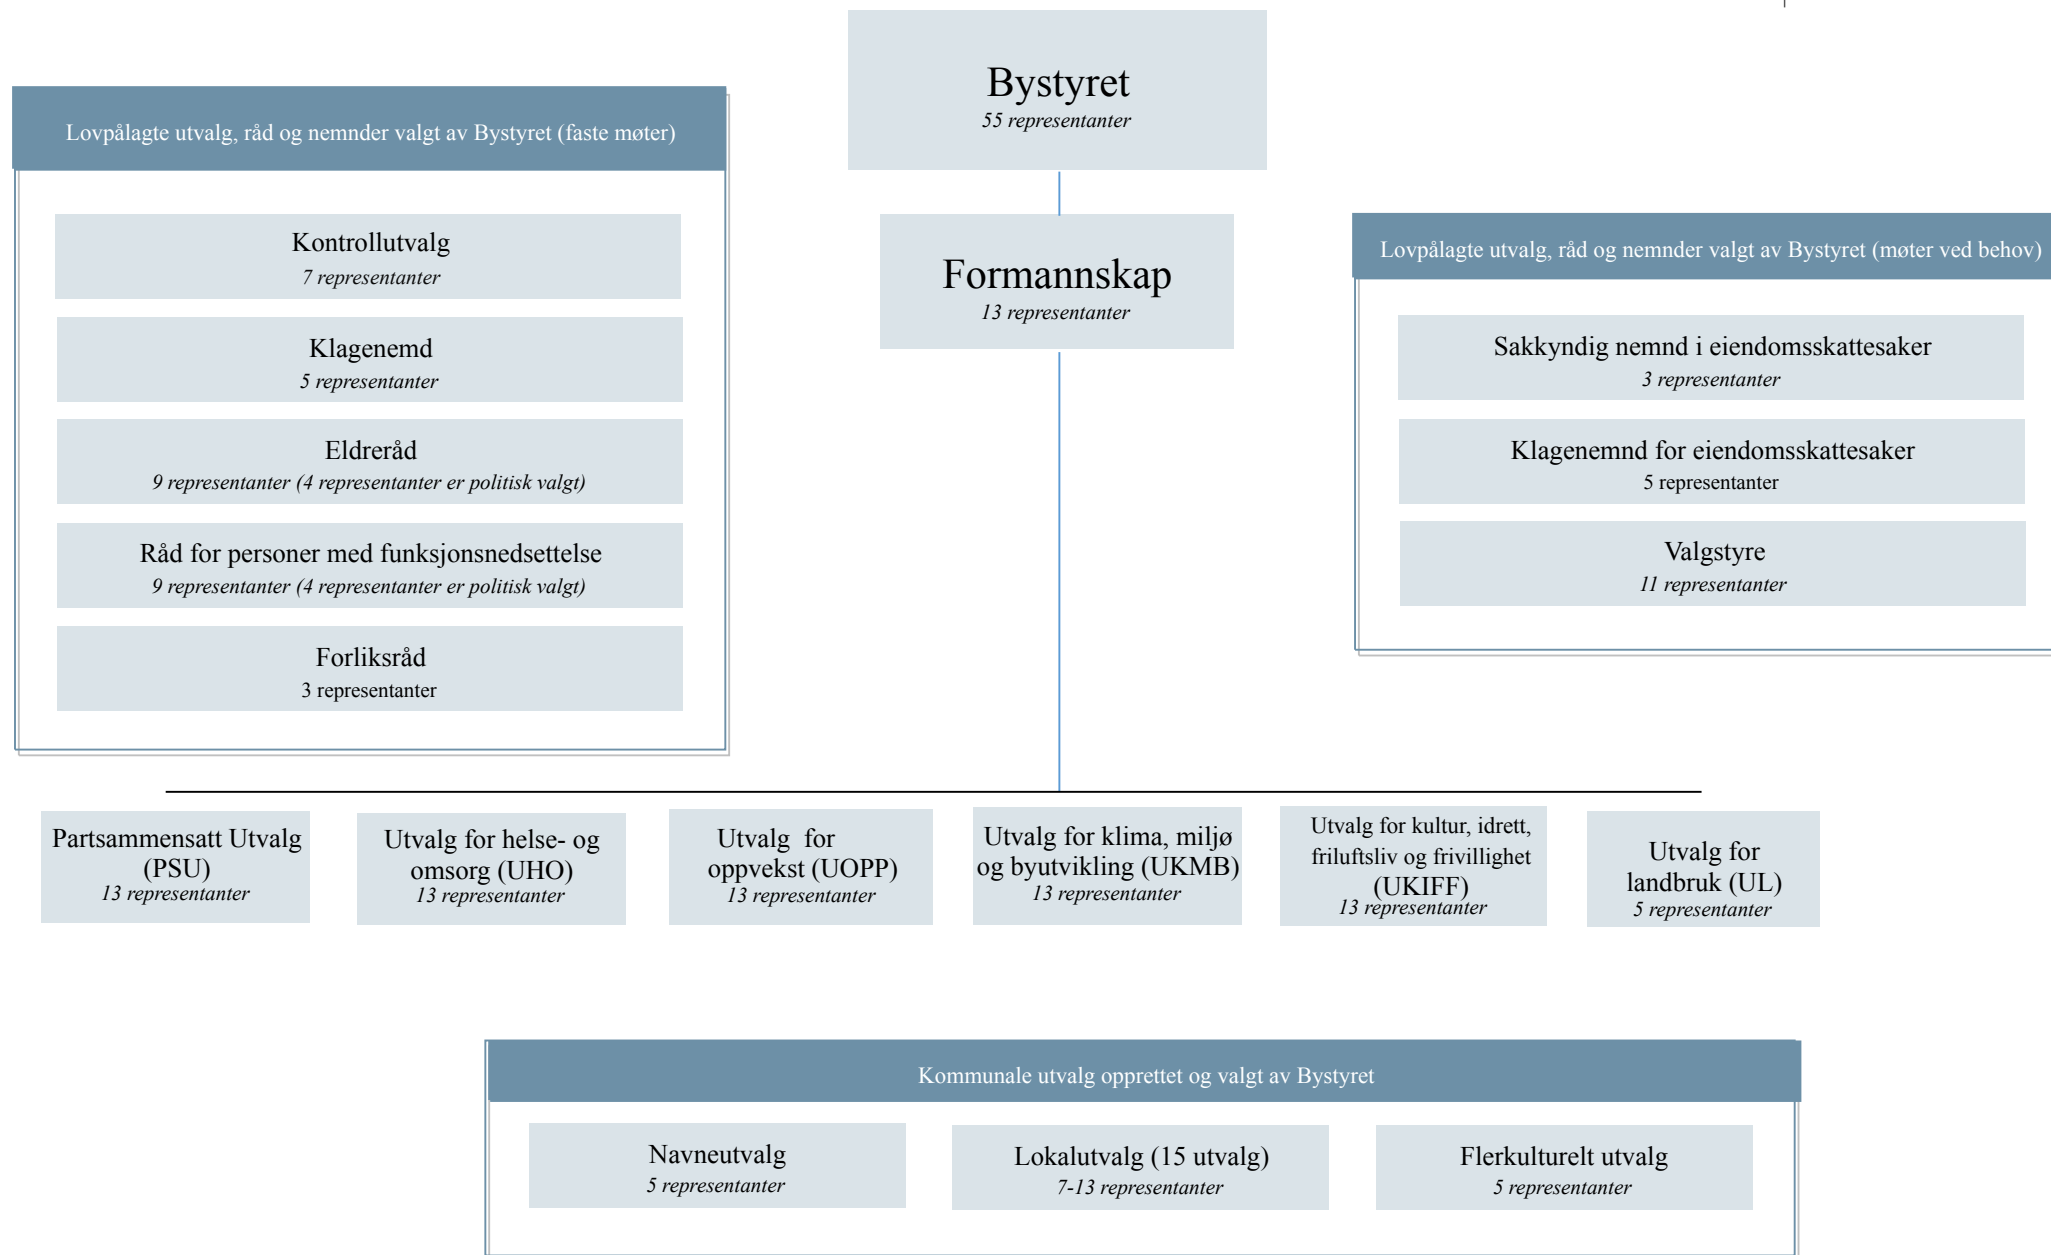 Bystyret
55 representanter
Formannskap
13 representanter
Lovpålagte utvalg, råd og nemnder valgt av Bystyret (faste møter)
Kontrollutvalg
7 representanter
Klagenemd
5 representanter
Eldreråd
9 representanter (4 representanter er politisk valgt)
Råd for personer med funksjonsnedsettelse
9 representanter (4 representanter er politisk valgt)
Forliksråd
3 representanter
Lovpålagte utvalg, råd og nemnder valgt av Bystyret (møter ved behov)
Sakkyndig nemnd i eiendomsskattesaker
3 representanter
Klagenemnd for eiendomsskattesaker
5 representanter
Valgstyre
11 representanter
Partsammensatt Utvalg
(PSU)
13 representanter
Utvalg for helse- og
omsorg (UHO)
13 representanter
Utvalg for
oppvekst (UOPP)
13 representanter
Utvalg for klima, miljø
og byutvikling (UKMB)
13 representanter
Utvalg for kultur, idrett,
friluftsliv og frivillighet
(UKIFF)
13 representanter
Utvalg for
landbruk (UL)
5 representanter
Kommunale utvalg opprettet og valgt av Bystyret
Navneutvalg
5 representanter
Lokalutvalg (15 utvalg)
7-13 representanter
Flerkulturelt utvalg
5 representanter